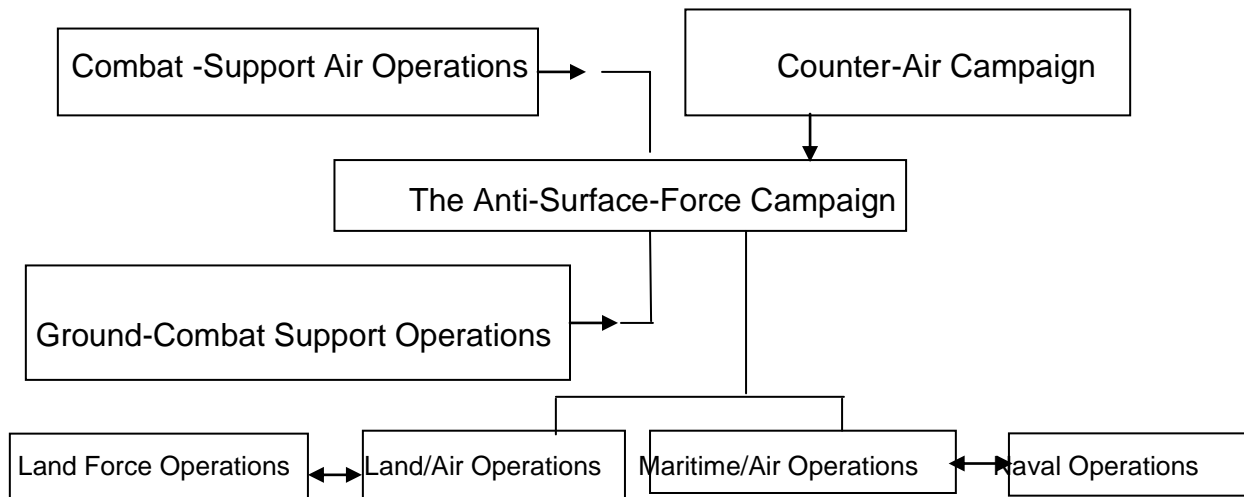 Combat -Support Air Operations
Counter-Air Campaign
The Anti-Surface-Force Campaign
Ground-Combat Support Operations
Land Force Operations
Land/Air Operations
Maritime/Air Operations
Naval Operations